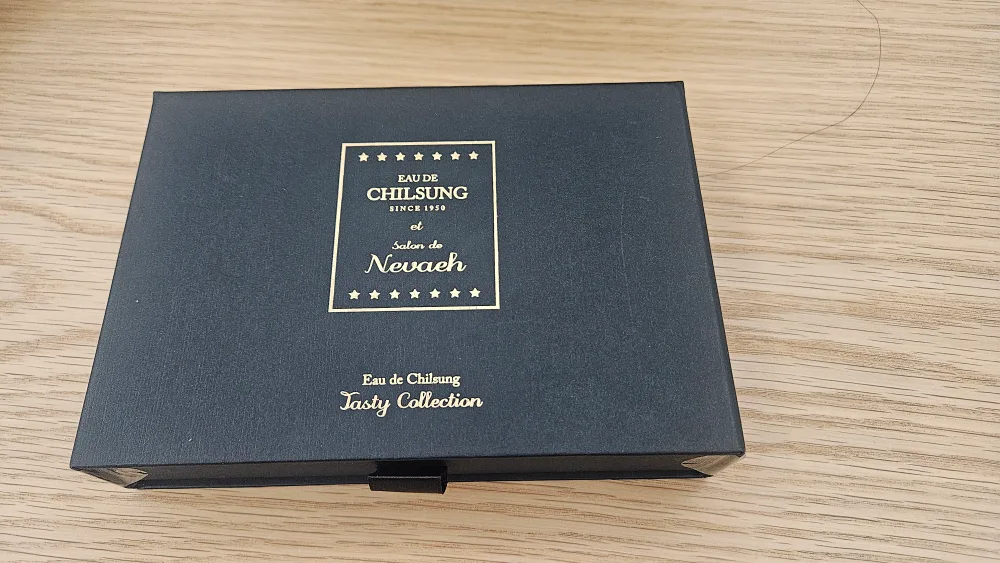 EAU DE
CHILSUNG
SINCE 1950
et
Salon de
Nevaeh
Eau de Chilsung
Tasty Collection